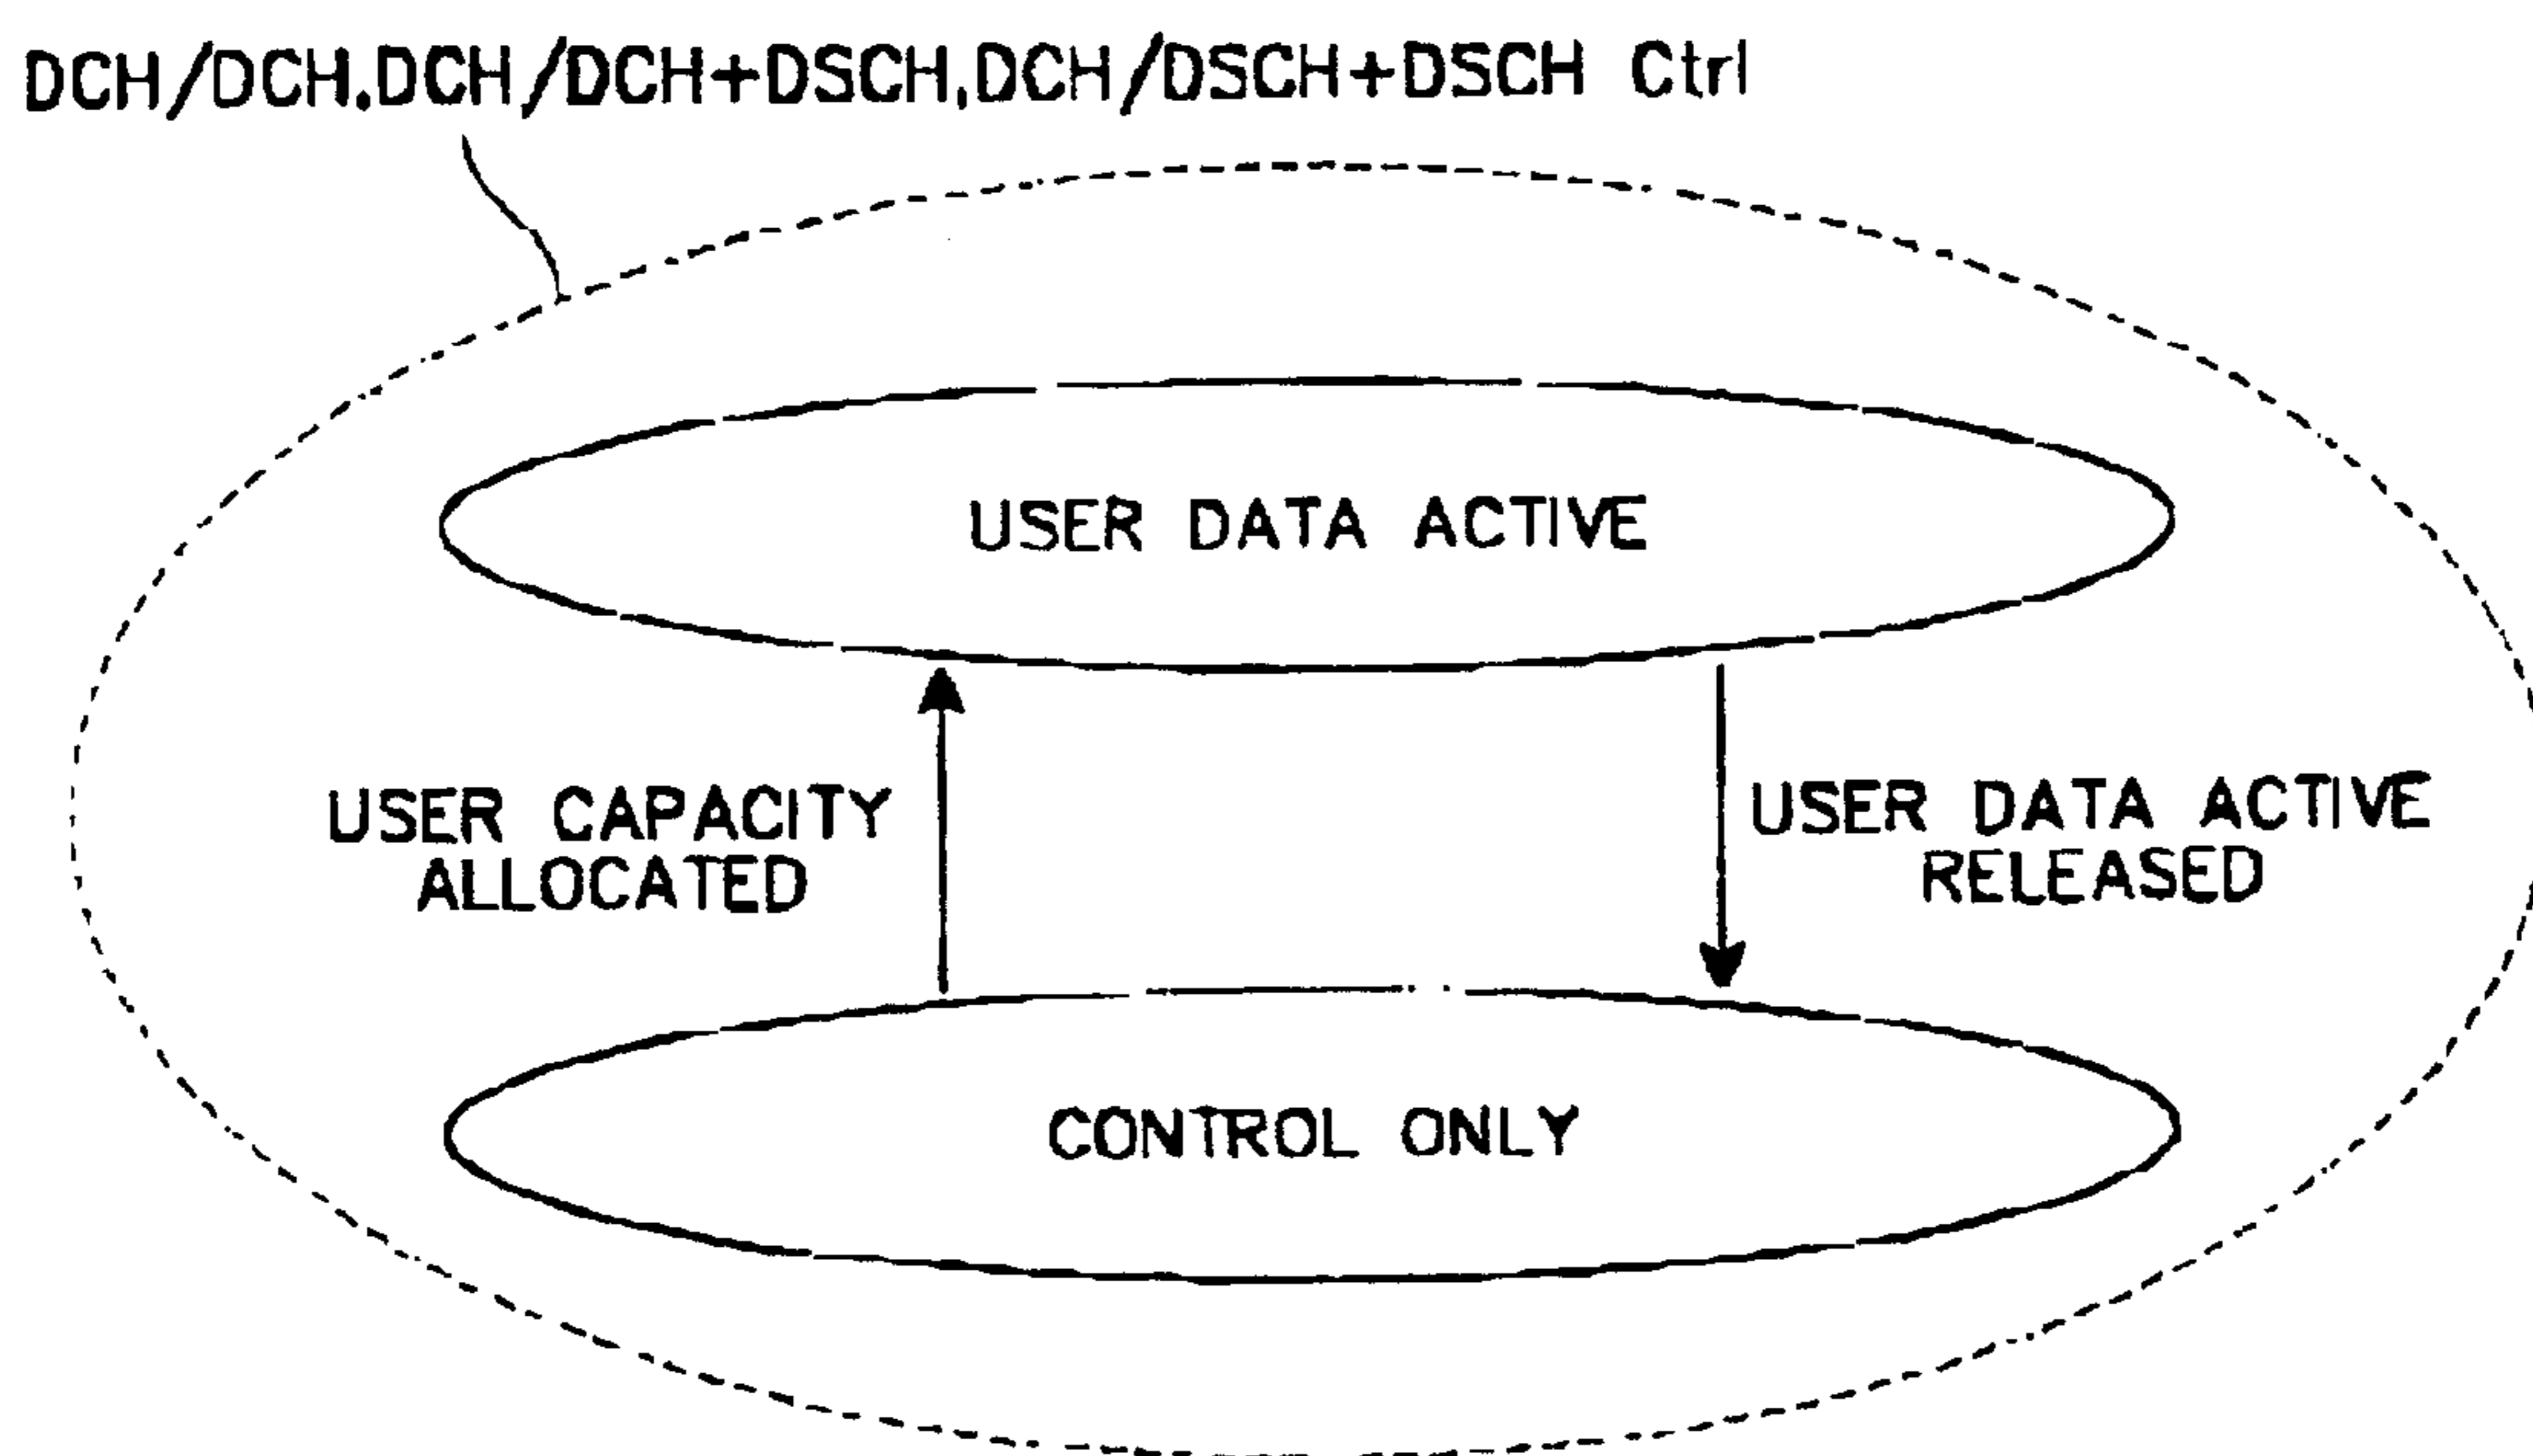 DCH/DCH.DCH/DCH+DSCH,DCH/DSCH+DSCH Ctrl
USER DATA ACTIVE
USER CAPACITY
ALLOCATED
USER DATA ACTIVE
RELEASED
CONTROL ONLY